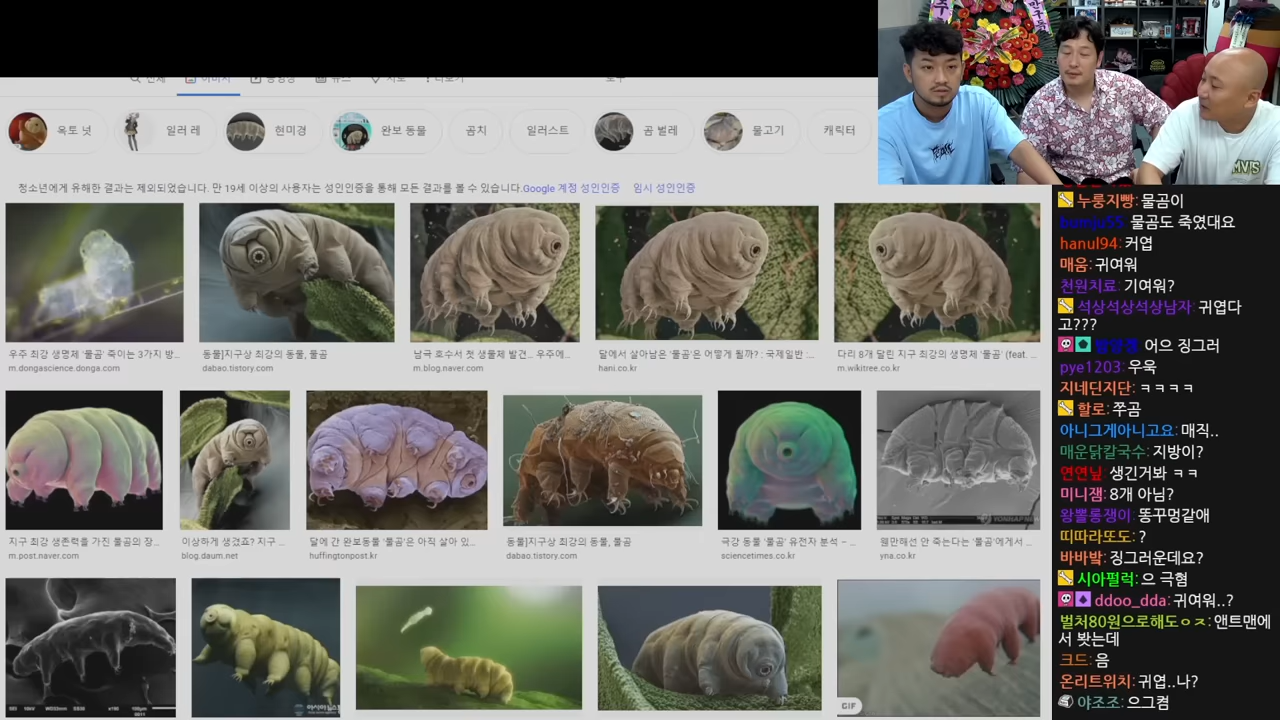 옥토 넛
일러 레
현미경
완보 동물
곰치
일러스트
곰 벌레
물고기
캐릭터
청소년에게 유해한 결과는 제외되었습니다. 만 19세 이상의 사용자는 성인인증을 통해 모든 결과를 볼 수 있습니다.Google 계정 성인인증 임시 성인인증
우주 최강 생명체 '물곰' 죽이는 3가지 방...
m.dongascience.donga.com
동물]지구상 최강의 동물, 물곰
dabao.tistory.com
남극 호수서 첫 생물체 발견... 우주에...
m.blog.naver.com
달에서 살아남은 '물곰'은 어떻게 될까? : 국제일반 :...
hani.co.kr
다리 8개 달린 지구 최강의 생명체 '물곰' (feat. ...
m.wikitree.co.kr
지구 최강 생존력을 가진 물곰의 장...
m.post.naver.com
이상하게 생겼죠? 지구 ...
blog.daum.net
달에 간 완보동물 '물곰'은 아직 살아 있...
huffingtonpost.kr
동물]지구상 최강의 동물, 물곰
dabao.tistory.com
극강 동물 '물곰' 유전자 분석 – ...
sciencetimes.co.kr
웬만해선 안 죽는다는 '물곰'에게서 ...
yna.co.kr
GIF
누룽지빵: 물곰이
물곰도 죽였대요
hanul94: 커엽
매움: 귀여워
천원치료: 기여워?
석상석상석상남자: 귀엽다
고???
어으 징그러
pye1203: 우욱
지네딘지단: ㅋㅋㅋㅋ
할로: 쭈곰
아니그게아니고요: 매직..
매운닭칼국수: 지방이?
연연닢: 생긴거봐 ㅋㅋ
미니잼: 8개 아님?
왕뽈롱쟁이: 똥꾸멍같애
띠따라또도: ?
바바밬: 징그러운데요?
시아펄럭: 으 극혐
ddoo_dda: 귀여워..?
벌처80원으로해도ㅇㅈ: 앤트맨에
서 봣는데
크드: 음
온리트위치: 귀엽..나?
야조조: 으그켬